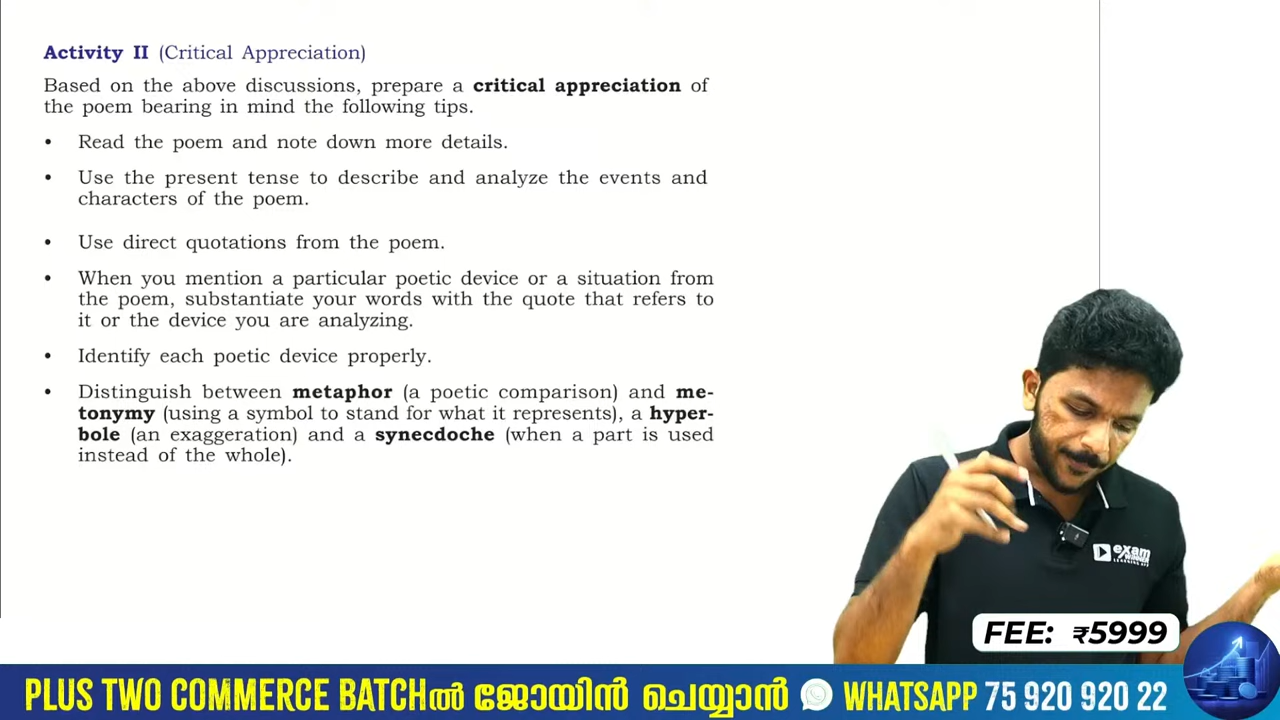 Activity II (Critical Appreciation)
Based on the above discussions, prepare a critical appreciation of
the poem bearing in mind the following tips.
• Read the poem and note down more details.
• Use the present tense to describe and analyze the events and
characters of the poem.
• Use direct quotations from the poem.
• When you mention a particular poetic device or a situation from
the poem, substantiate your words with the quote that refers to
it or the device you are analyzing.
• Identify each poetic device properly.
• Distinguish between metaphor (a poetic comparison) and me-
tonymy (using a symbol to stand for what it represents), a hyper-
bole (an exaggeration) and a synecdoche (when a part is used
instead of the whole).
exam
WINNER
LEARNING APP
FEE: ₹5999
PLUS TWO COMMERCE BATCHൽ ജോയിൻ ചെയ്യാൻ WHATSAPP 75 920 920 22